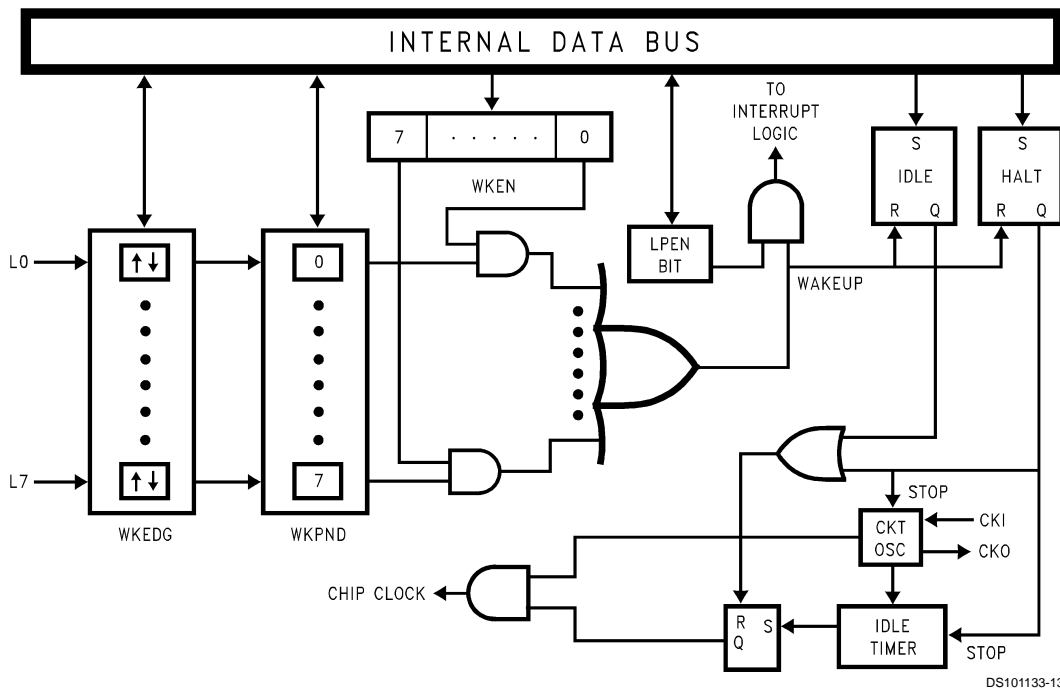 INTERNAL DATA BUS
TO
INTERRUPT
LOGIC
7 . . . . . 0
WKEN
S
IDLE
R Q
S
HALT
R Q
LPEN
BIT
WAKEUP
L0
↑↓
0
L7
↑↓
7
WKEDG
WKPND
STOP
CKT
OSC
CKI
CKO
CHIP CLOCK
R S
Q
IDLE
TIMER
STOP